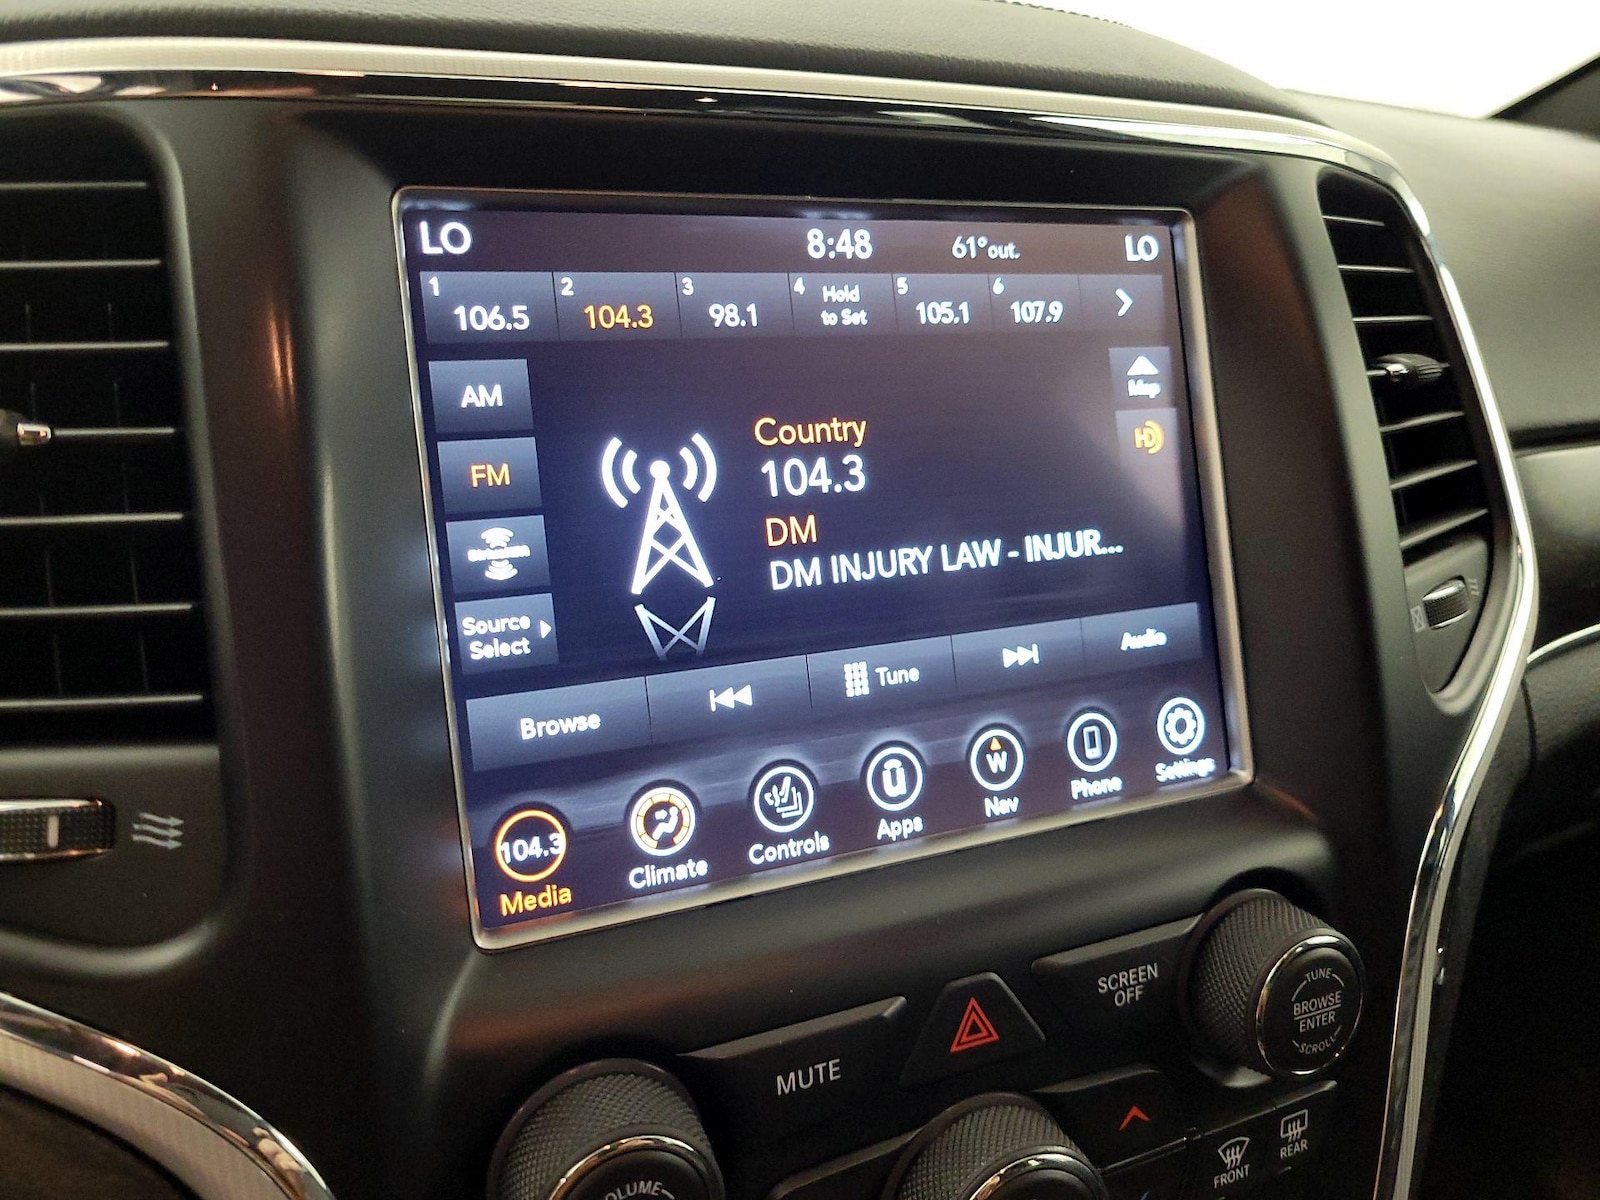 LO 8:48 61° out. LO
1 106.5 2 104.3 3 98.1 4 Hold to Set 5 105.1 6 107.9
AM
Map
FM
HD
Country
104.3
DM
DM INJURY LAW - INJUR...
Source
Select
Browse Tune Audio
104.3 W
Media Climate Controls Apps Nav Phone Settings
SCREEN
OFF
TUNE
BROWSE
ENTER
SCROLL
MUTE
FRONT REAR
VOLUME